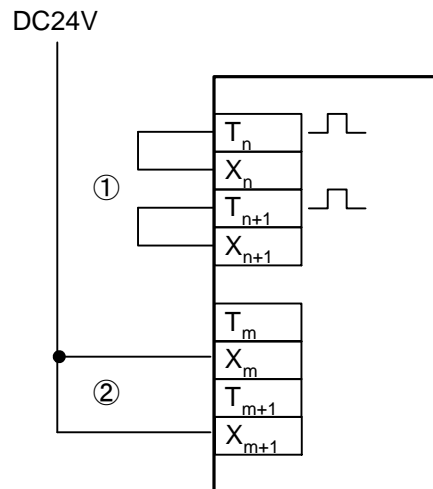 DC24V
Tn
①
Xn
Tn+1
Xn+1
Tm
Xm
②
Tm+1
Xm+1